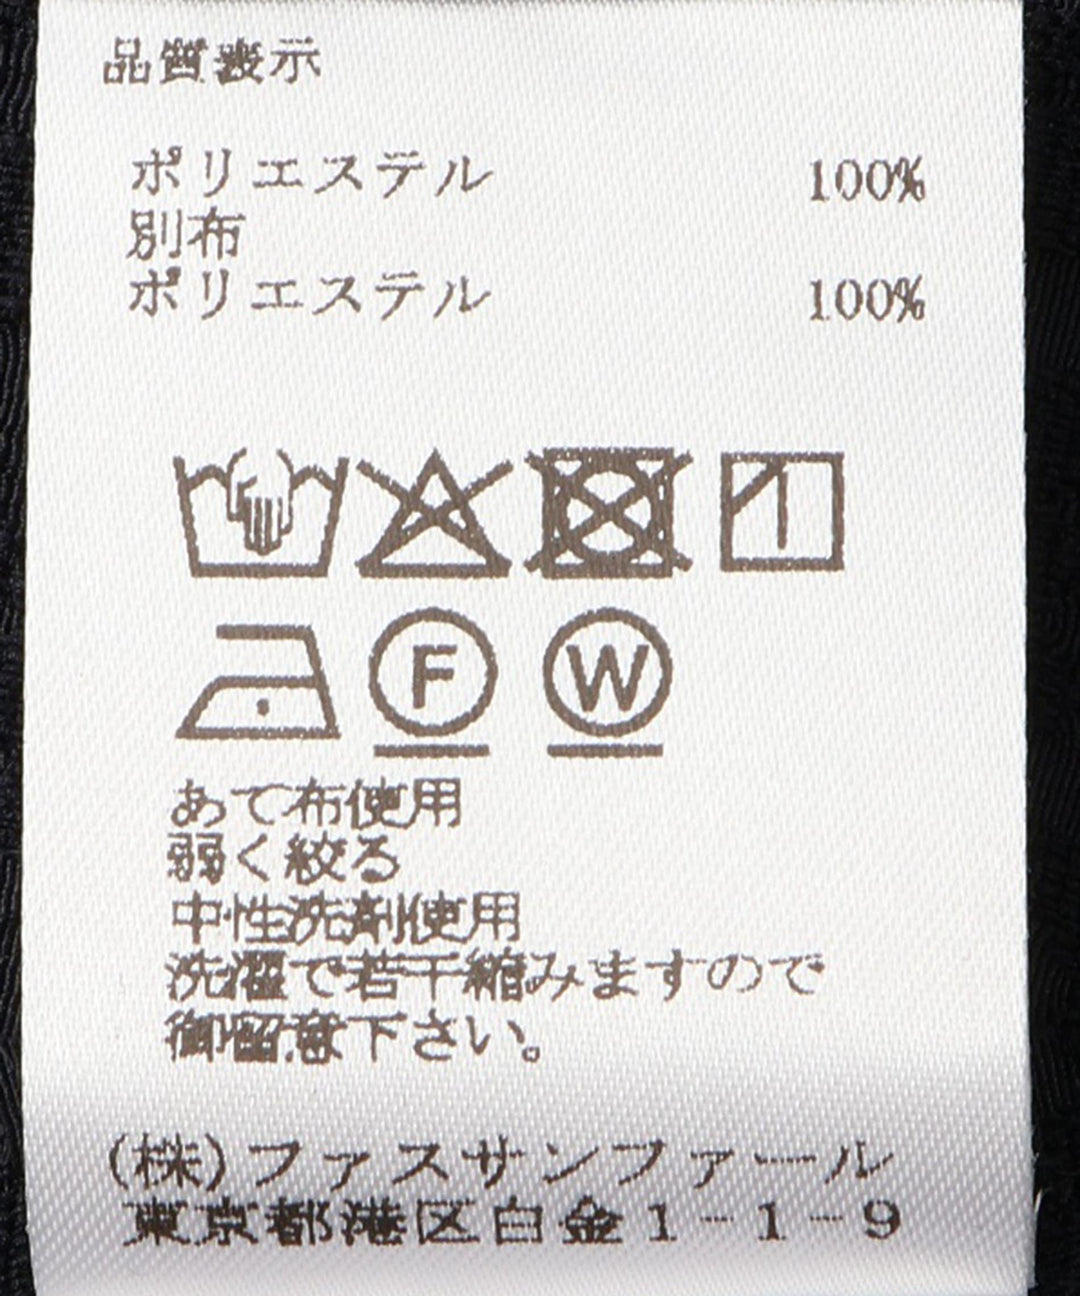 品質表示
ポリエステル 100%
別布
ポリエステル 100%
F W
あて布使用
弱く絞る
中性洗剤使用
洗濯で若干縮みますので
御留意下さい。
(株)ファスサンファール
東京都港区白金1-1-9